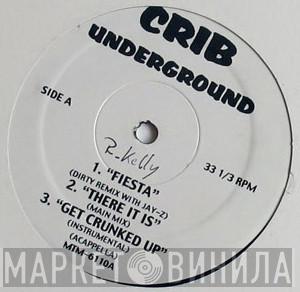 CRIB
UNDERGROUND
SIDE A
R-Kelly
33 1/3 RPM
1. "FIESTA"
(DIRTY REMIX WITH JAY-Z)
2. "THERE IT IS"
(MAIN MIX)
3. "GET CRUNKED UP"
(INSTRUMENTAL)
(ACAPPELLA)
MTM-6110A
МАРКЕТ ВИНИЛА